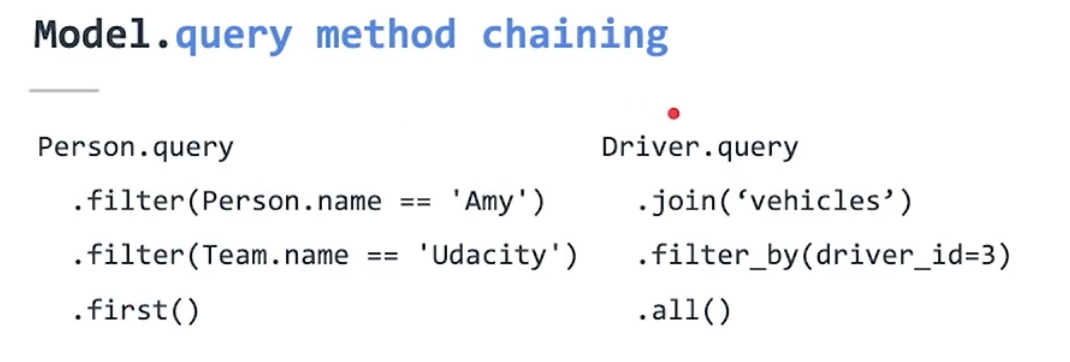 Model.query method chaining
Person.query
.filter(Person.name == 'Amy')
.filter(Team.name == 'Udacity')
.first()
Driver.query
.join(‘vehicles’)
.filter_by(driver_id=3)
.all()